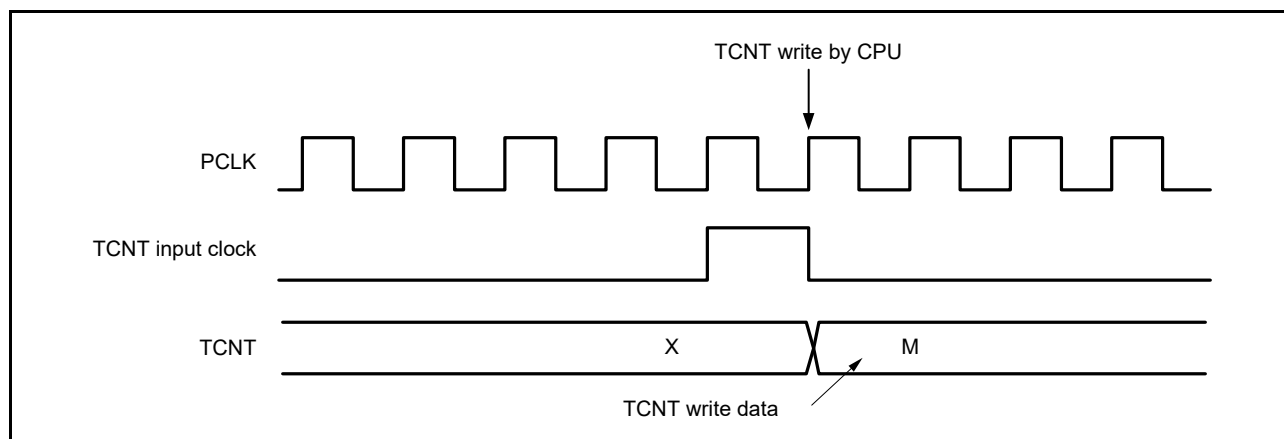 TCNT write by CPU
PCLK
TCNT input clock
TCNT
X
M
TCNT write data